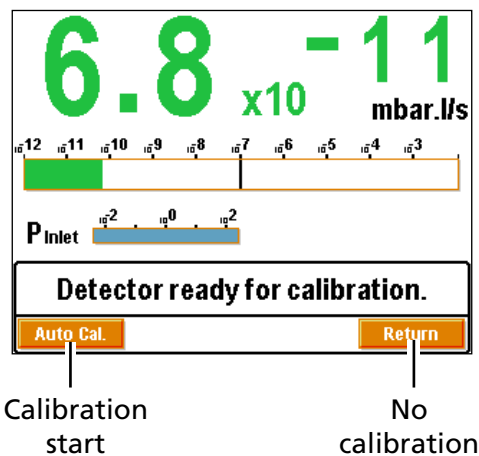 6.8 x10 -11
mbar.l/s
10-12 10-11 10-10 10-9 10-8 10-7 10-6 10-5 10-4 10-3
10-2 10 0 10 2
P Inlet
Detector ready for calibration.
Auto Cal. Return
Calibration start
No calibration